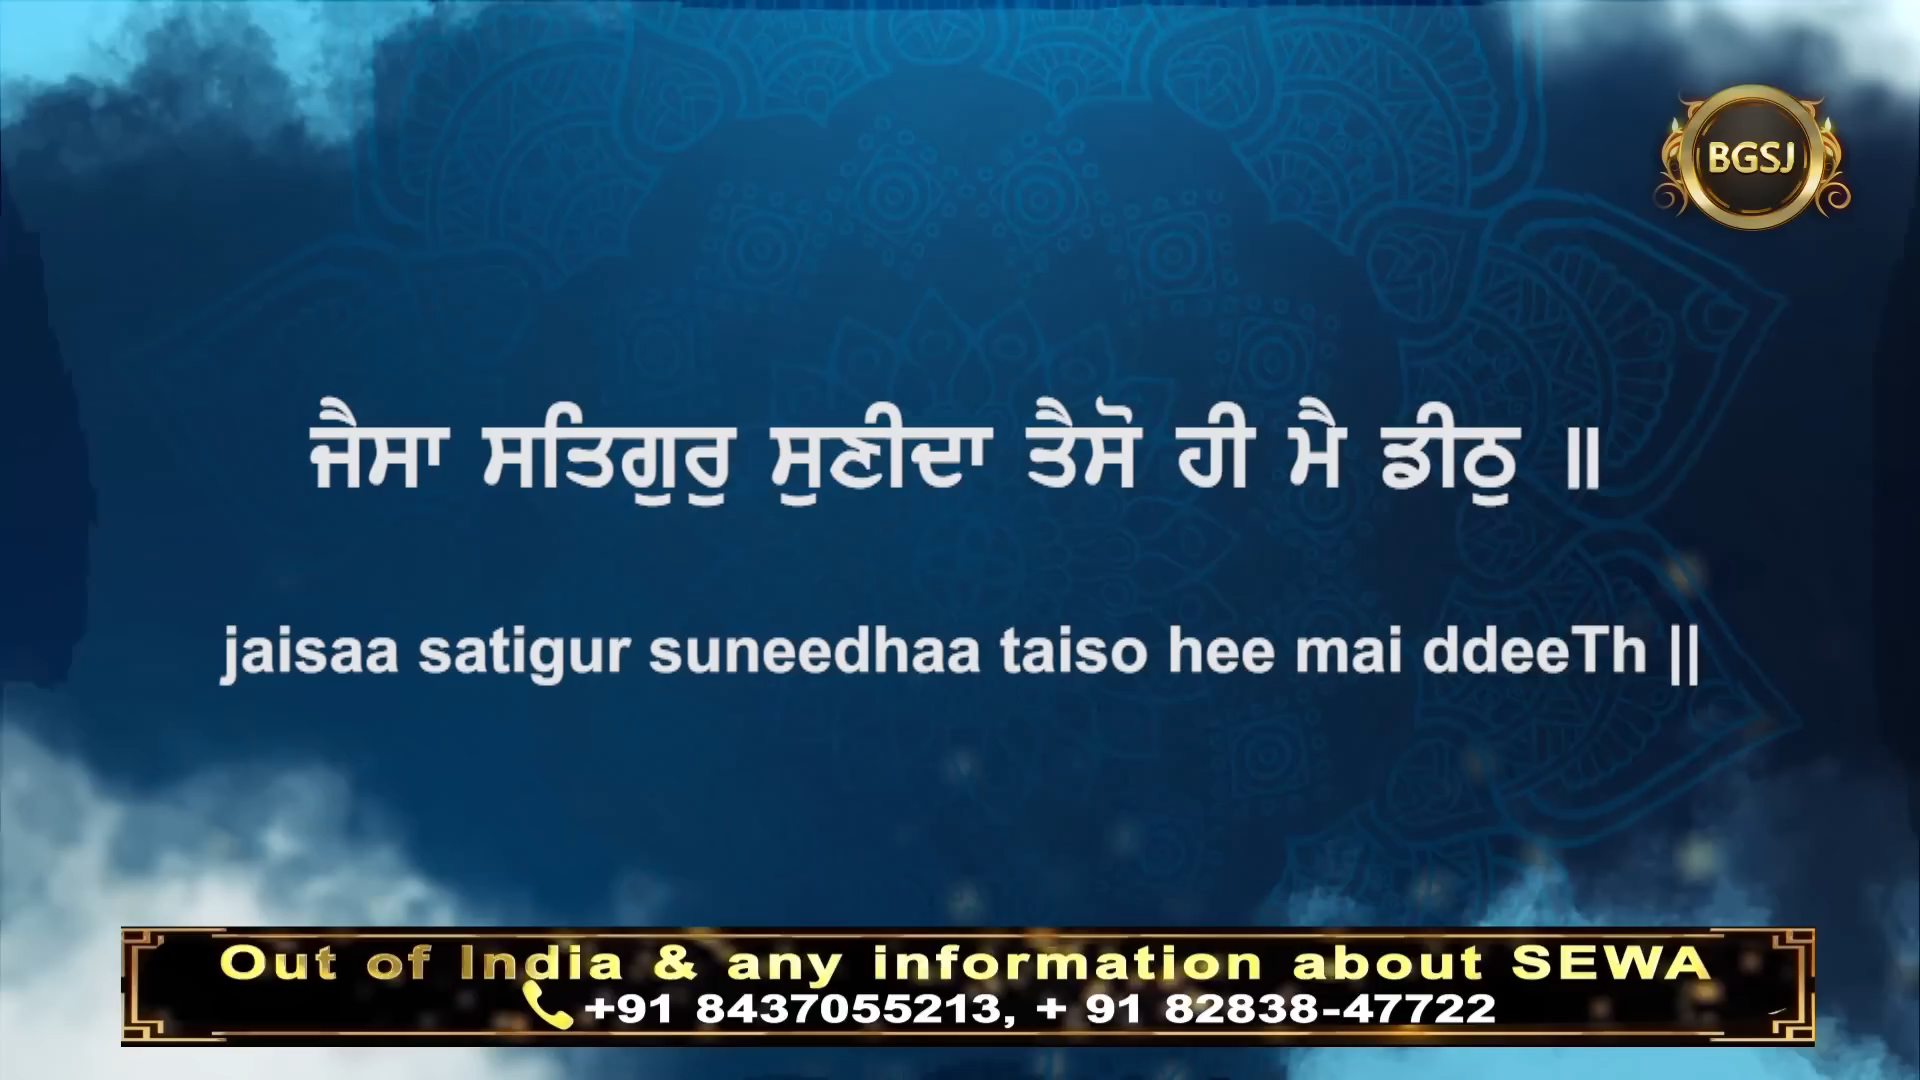 BGSJ
ਜੈਸਾ ਸਤਿਗੁਰੁ ਸੁਣੀਦਾ ਤੈਸੋ ਹੀ ਮੈ ਡੀਠੁ ॥
jaisaa satigur suneedhaa taiso hee mai ddeeTh ||
Out of India & any information about SEWA
+91 8437055213, + 91 82838-47722